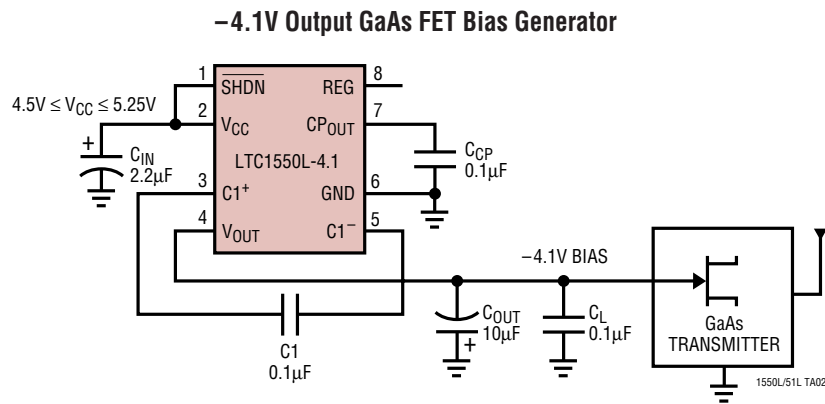 –4.1V Output GaAs FET Bias Generator
4.5V ≤ VCC ≤ 5.25V
1
SHDN
REG
8
2
VCC
CPOUT
7
LTC1550L-4.1
+
CIN
2.2µF
CCP
0.1µF
3
C1+
GND
6
4
VOUT
C1–
5
–4.1V BIAS
C1
0.1µF
COUT
10µF
+
CL
0.1µF
GaAs
TRANSMITTER
1550L/51L TA02